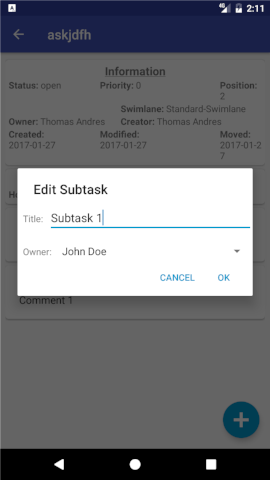 A
2:11
askjdfh
Information
Status: open Priority: 0 Position: 2
Swimlane: Standard-Swimlane
Owner: Thomas Andres Creator: Thomas Andres
Created: 2017-01-27 Modified: 2017-01-27 Moved: 2017-01-27
Edit Subtask
Title: Subtask 1
Owner: John Doe
CANCEL OK
Comment 1